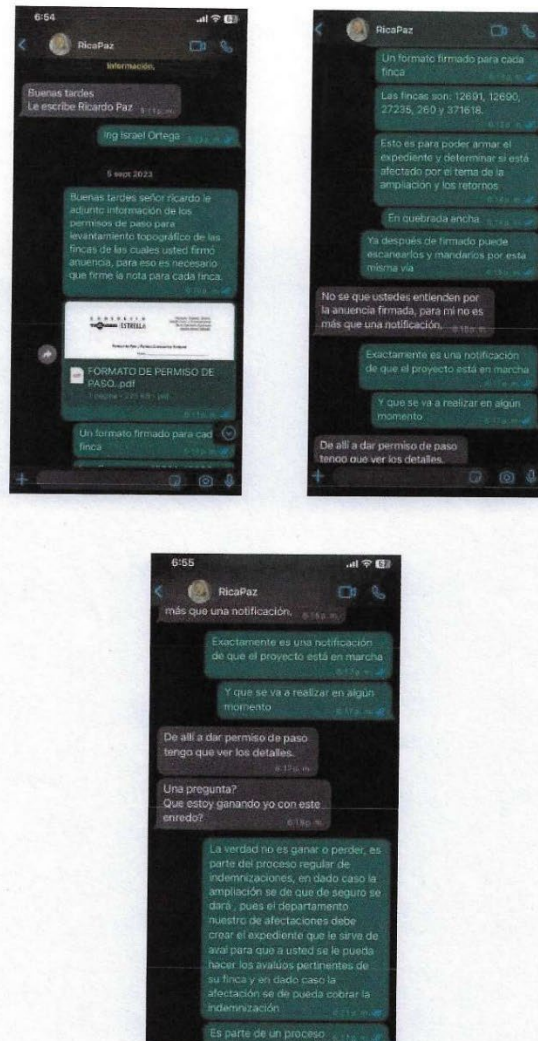 6:54
RicaPaz
Información.
Buenas tardes
Le escribe Ricardo Paz
Ing Israel Ortega
5 sept 2023
Buenas tardes señor ricardo le
adjunto información de los
permisos de paso para
levantamiento topográfico de las
fincas de las cuales usted firmó
anuencia, para eso es necesario
que firme la nota para cada finca.
CONSORCIO
ESTRELLA
FORMATO DE PERMISO DE
PASO..pdf
Un formato firmado para cad
finca
RicaPaz
Un formato firmado para cada
finca
Las fincas son: 12691, 12690,
27235, 260 y 371618.
Esto es para poder armar el
expediente y determinar si está
afectado por el tema de la
ampliación y los retornos
En quebrada ancha
Ya después de firmado puede
escanearlos y mandarlos por esta
misma vía
No se que ustedes entienden por
la anuencia firmada, para mi no es
más que una notificación.
Exactamente es una notificación
de que el proyecto está en marcha
Y que se va a realizar en algún
momento
De allí a dar permiso de paso
tengo que ver los detalles.
6:55
RicaPaz
más que una notificación.
Exactamente es una notificación
de que el proyecto está en marcha
Y que se va a realizar en algún
momento
De allí a dar permiso de paso
tengo que ver los detalles.
Una pregunta?
Que estoy ganando yo con este
enredo?
La verdad no es ganar o perder, es
parte del proceso regular de
indemnizaciones, en dado caso la
ampliación se de que de seguro se
dará , pues el departamento
nuestro de afectaciones debe
crear el expediente que le sirve de
aval para que a usted se le pueda
hacer los avalúos pertinentes de
su finca y en dado caso la
afectación se de pueda cobrar la
indemnización
Es parte de un proceso